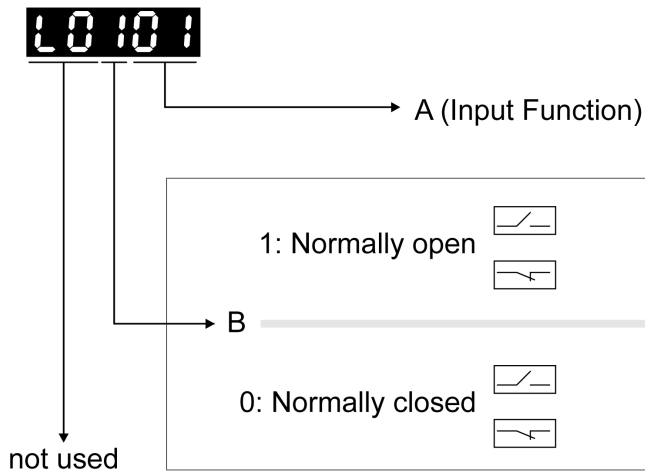 L0101
A (Input Function)
1: Normally open
B
0: Normally closed
not used